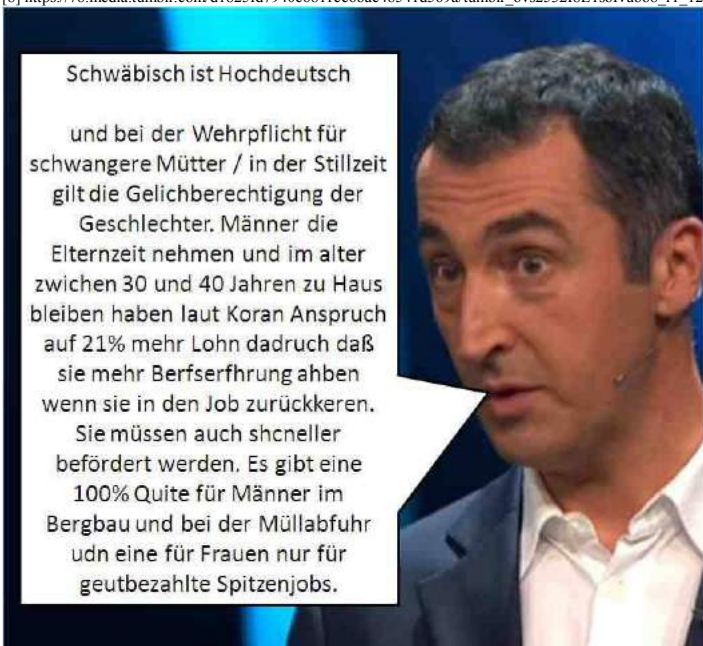 Schwäbisch ist Hochdeutsch
und bei der Wehrpflicht für
schwangere Mütter / in der Stillzeit
gilt die Gelichberechtigung der
Geschlechter. Männer die
Elternzeit nehmen und im alter
zwichen 30 und 40 Jahren zu Haus
bleiben haben laut Koran Anspruch
auf 21% mehr Lohn dadruch daß
sie mehr Berfserfhrung ahben
wenn sie in den Job zurückkeren.
Sie müssen auch shcneller
befördert werden. Es gibt eine
100% Quite für Männer im
Bergbau und bei der Müllabfuhr
udn eine für Frauen nur für
geutbezahlte Spitzenjobs.